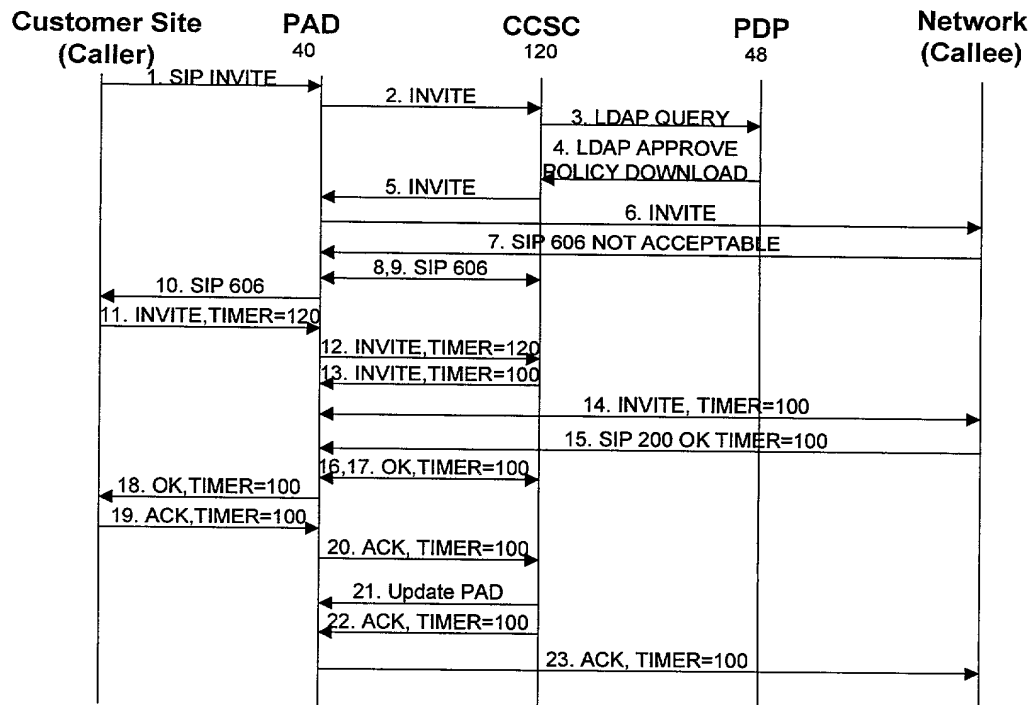 Customer Site
(Caller)
PAD
40
CCSC
120
PDP
48
Network
(Callee)
1. SIP INVITE
2. INVITE
3. LDAP QUERY
4. LDAP APPROVE
POLICY DOWNLOAD
5. INVITE
6. INVITE
7. SIP 606 NOT ACCEPTABLE
8,9. SIP 606
10. SIP 606
11. INVITE,TIMER=120
12. INVITE,TIMER=120
13. INVITE,TIMER=100
14. INVITE, TIMER=100
15. SIP 200 OK TIMER=100
16,17. OK,TIMER=100
18. OK,TIMER=100
19. ACK,TIMER=100
20. ACK, TIMER=100
21. Update PAD
22. ACK, TIMER=100
23. ACK, TIMER=100